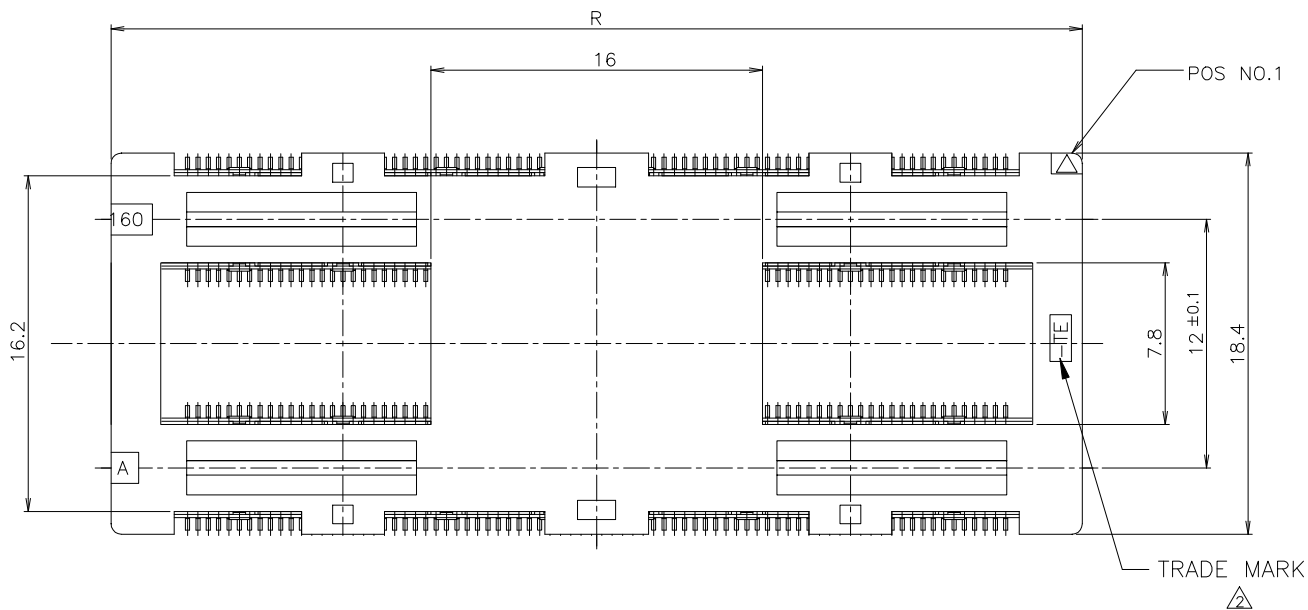 R
16
POS NO.1
160
16.2
TE
7.8
12 ±0.1
18.4
A
TRADE MARK
2